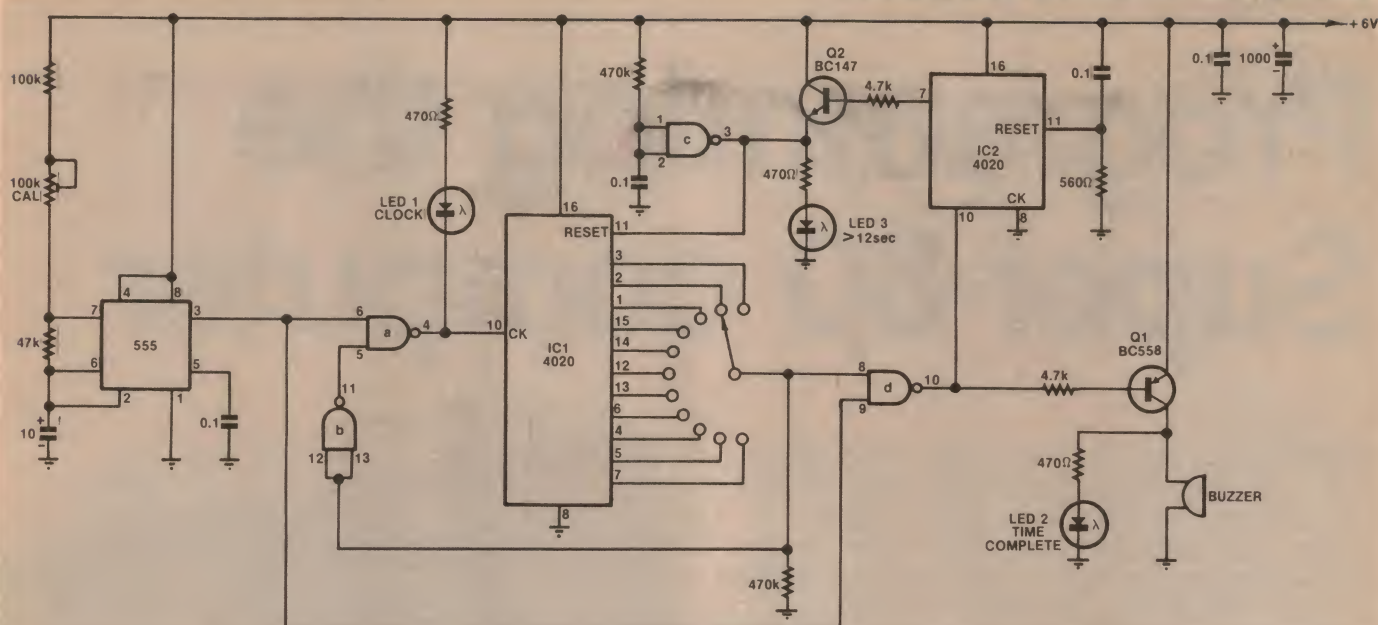 + 6V
100k
100k
CAL
47k
10
+
-
7
6
2
4
8
3
5
1
555
0.1
470Ω
LED 1
CLOCK
λ
6
5
a
4
11
b
12
13
10
CK
16
RESET
11
IC1
4020
3
2
1
15
14
12
13
6
4
5
7
8
470k
1
2
c
3
0.1
Q2
BC147
4.7k
470Ω
LED 3
>12sec
λ
7
16
RESET
11
IC2
4020
CK
10
8
0.1
560Ω
0.1
1000
+
-
8
9
d
10
4.7k
Q1
BC558
470Ω
LED 2
TIME
COMPLETE
λ
BUZZER
470k